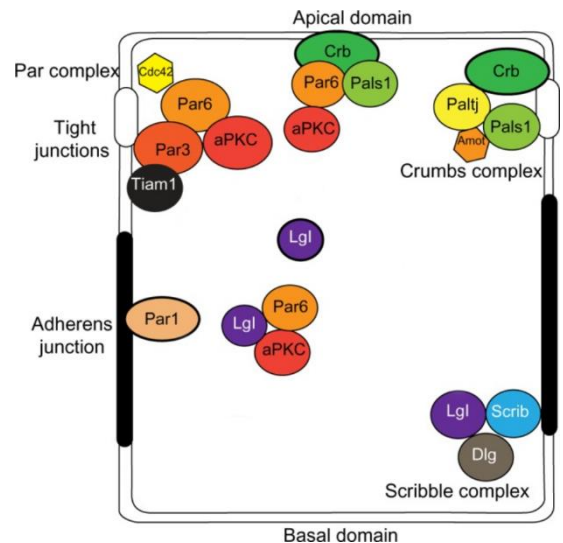 Apical domain
Par complex
Cdc42
Crb
Par6
Pals1
aPKC
Crb
Paltj
Pals1
Amot
Crumbs complex
Tight
junctions
Par6
Par3
aPKC
Tiam1
Lgl
Adherens
junction
Par1
Lgl
Par6
aPKC
Lgl
Scrib
Dlg
Scribble complex
Basal domain